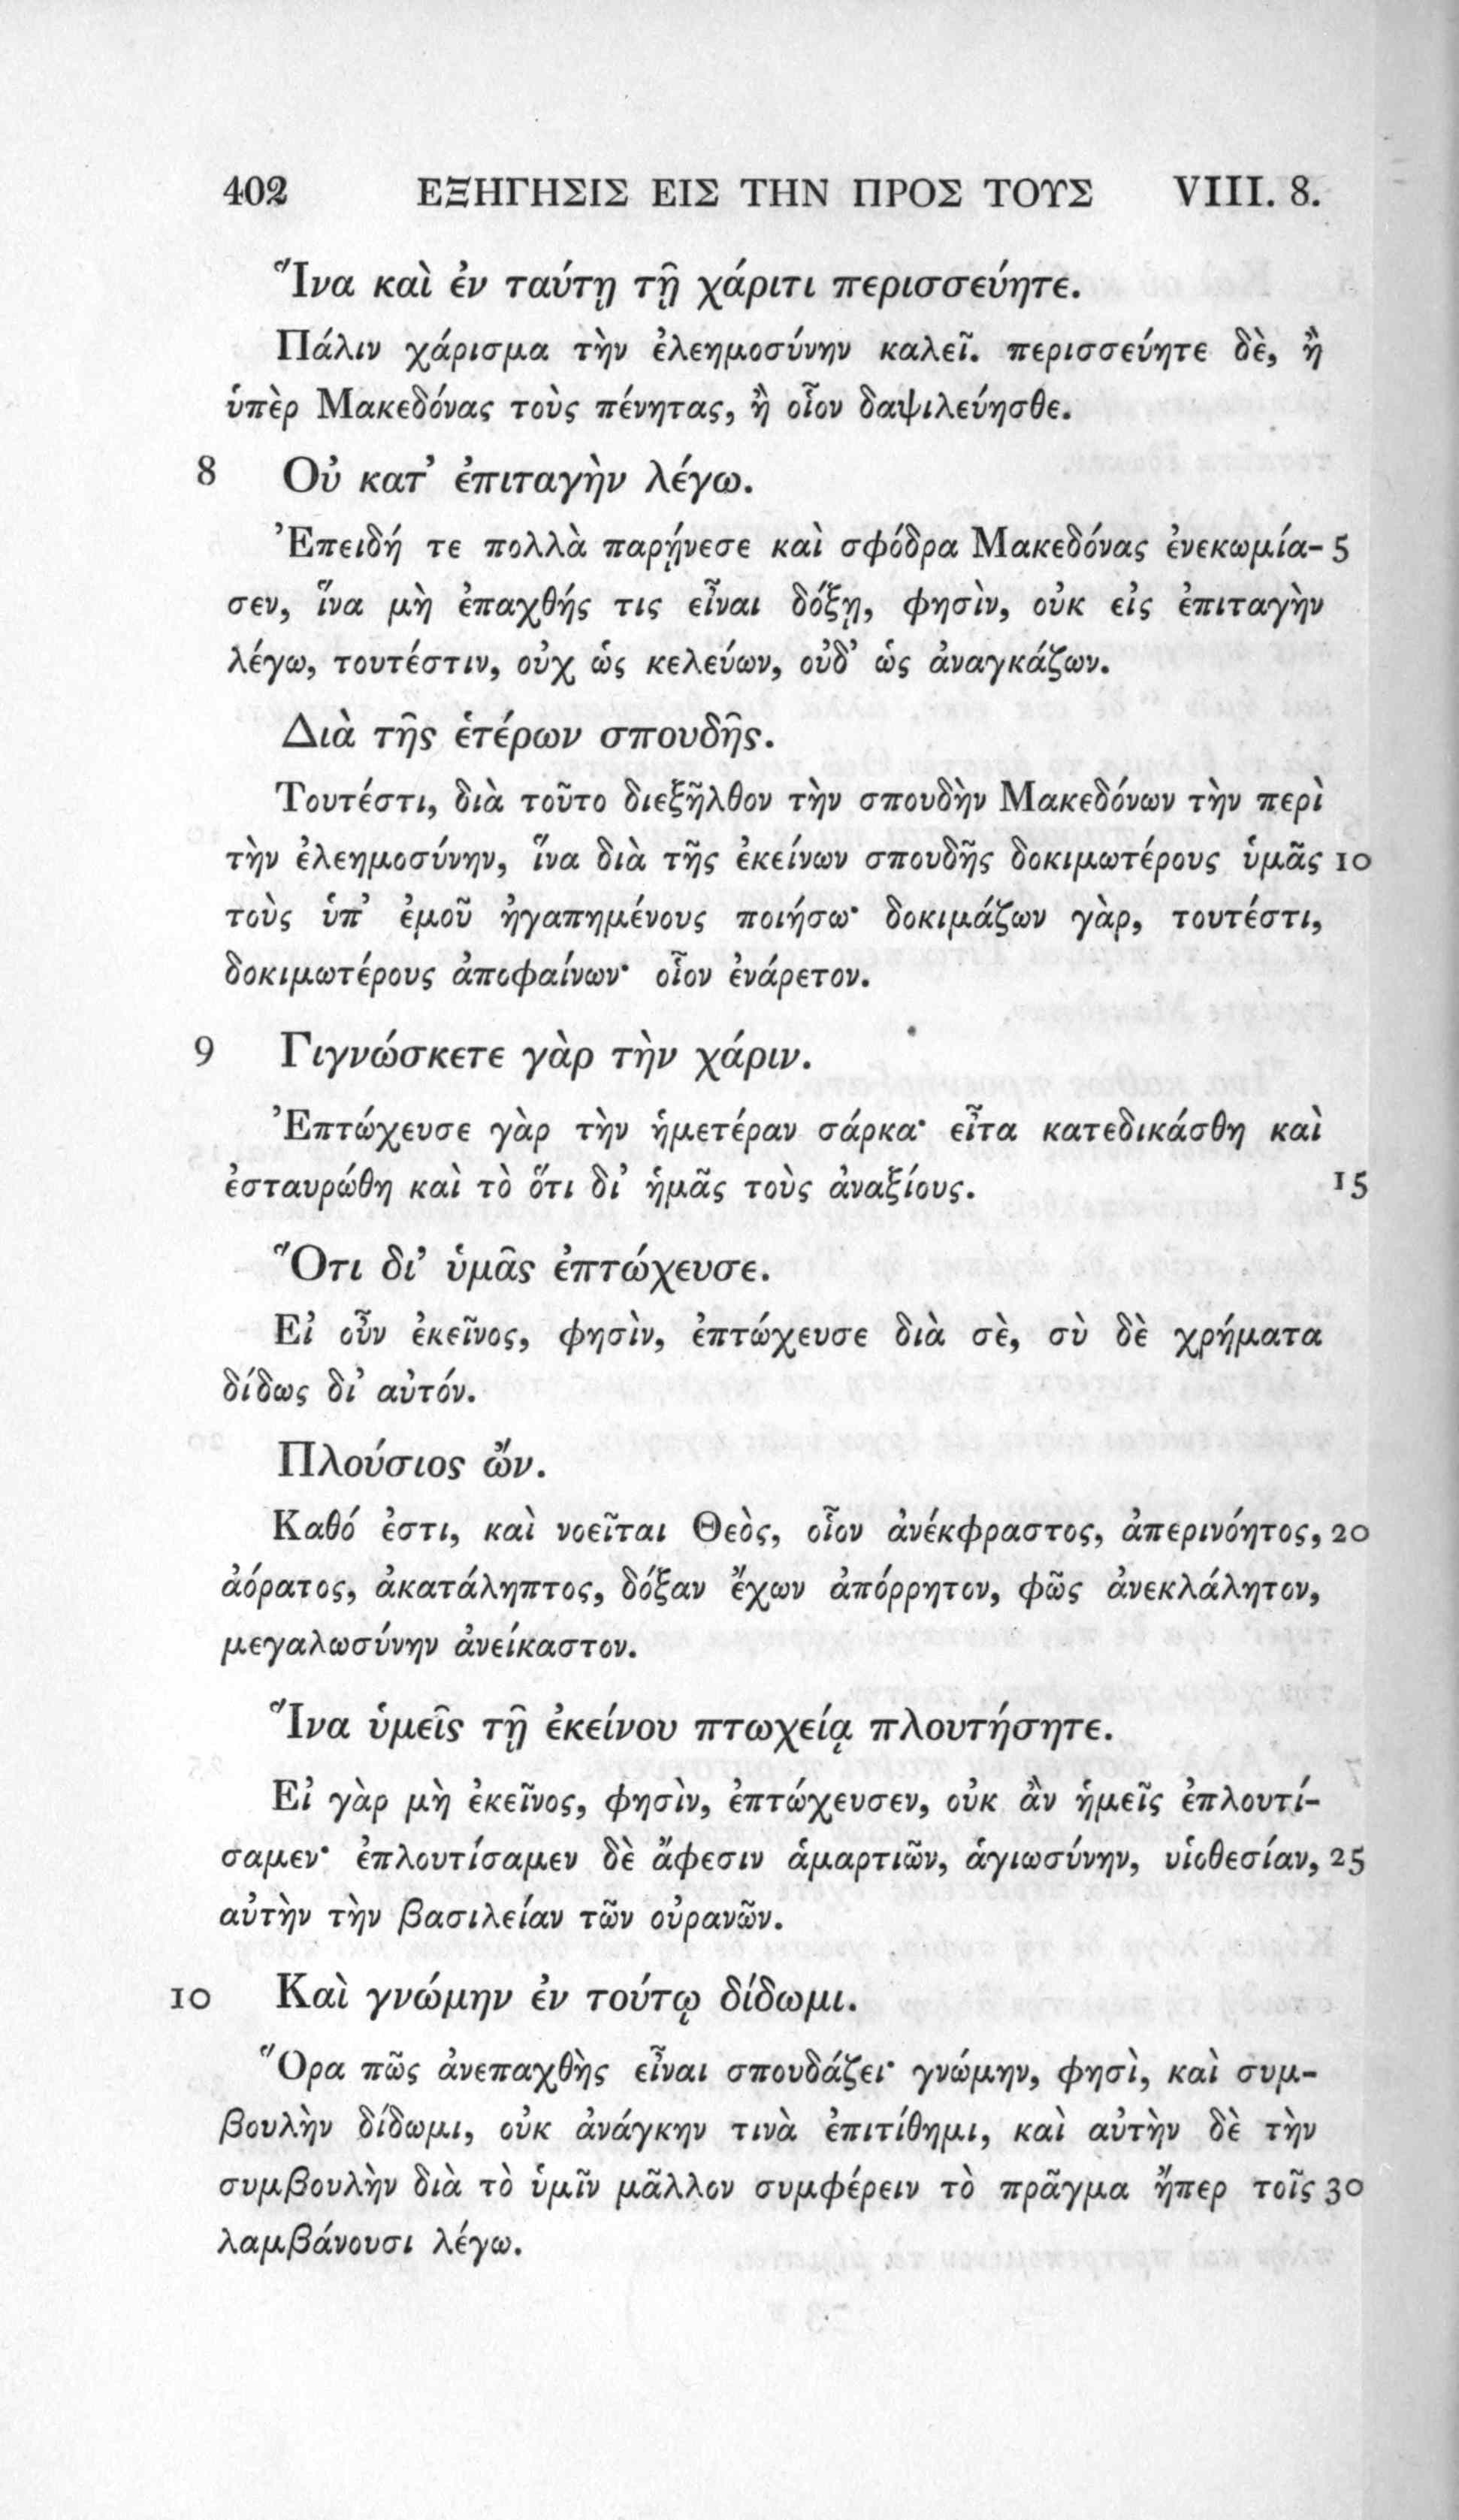 402 ΕΞΗΓΗΣΙΣ ΕΙΣ ΤΗΝ ΠΡΟΣ ΤΟΥΣ VIII. 8.
Ἵνα καὶ ἐν ταύτῃ τῇ χάριτι περισσεύητε.
Πάλιν χάρισμα τὴν ἐλεημοσύνην καλεῖ. περισσεύητε δὲ, ἢ
ὑπὲρ Μακεδόνας τοὺς πένητας, ἢ οἷον δαψιλεύησθε.
8 Οὐ κατ’ ἐπιταγὴν λέγω.
Ἐπειδή τε πολλὰ παρῄνεσε καὶ σφόδρα Μακεδόνας ἐνεκωμία- 5
σεν, ἵνα μὴ ἐπαχθής τις εἶναι δόξῃ, φησὶν, οὐκ εἰς ἐπιταγὴν
λέγω, τουτέστιν, οὐχ ὡς κελεύων, οὐδ’ ὡς ἀναγκάζων.
Διὰ τῆς ἑτέρων σπουδῆς.
Τουτέστι, διὰ τοῦτο διεξῆλθον τὴν σπουδὴν Μακεδόνων τὴν περὶ
τὴν ἐλεημοσύνην, ἵνα διὰ τῆς ἐκείνων σπουδῆς δοκιμωτέρους ὑμᾶς 10
τοὺς ὑπ’ ἐμοῦ ἠγαπημένους ποιήσω· δοκιμάζων γὰρ, τουτέστι,
δοκιμωτέρους ἀποφαίνων· οἷον ἐνάρετον.
9 Γιγνώσκετε γὰρ τὴν χάριν.
Ἐπτώχευσε γὰρ τὴν ἡμετέραν σάρκα· εἶτα κατεδικάσθη καὶ
ἐσταυρώθη καὶ τὸ ὅτι δι’ ἡμᾶς τοὺς ἀναξίους. 15
Ὅτι δι’ ὑμᾶς ἐπτώχευσε.
Εἰ οὖν ἐκεῖνος, φησὶν, ἐπτώχευσε διὰ σὲ, σὺ δὲ χρήματα
δίδως δι’ αὐτόν.
Πλούσιος ὤν.
Καθό ἐστι, καὶ νοεῖται Θεὸς, οἷον ἀνέκφραστος, ἀπερινόητος, 20
ἀόρατος, ἀκατάληπτος, δόξαν ἔχων ἀπόρρητον, φῶς ἀνεκλάλητον,
μεγαλωσύνην ἀνείκαστον.
Ἵνα ὑμεῖς τῇ ἐκείνου πτωχείᾳ πλουτήσητε.
Εἰ γὰρ μὴ ἐκεῖνος, φησὶν, ἐπτώχευσεν, οὐκ ἂν ἡμεῖς ἐπλουτί-
σαμεν· ἐπλουτίσαμεν δὲ ἄφεσιν ἁμαρτιῶν, ἁγιωσύνην, υἱοθεσίαν, 25
αὐτὴν τὴν βασιλείαν τῶν οὐρανῶν.
10 Καὶ γνώμην ἐν τούτῳ δίδωμι.
Ὅρα πῶς ἀνεπαχθὴς εἶναι σπουδάζει· γνώμην, φησὶ, καὶ συμ-
βουλὴν δίδωμι, οὐκ ἀνάγκην τινὰ ἐπιτίθημι, καὶ αὐτὴν δὲ τὴν
συμβουλὴν διὰ τὸ ὑμῖν μᾶλλον συμφέρειν τὸ πρᾶγμα ἤπερ τοῖς 30
λαμβάνουσι λέγω.